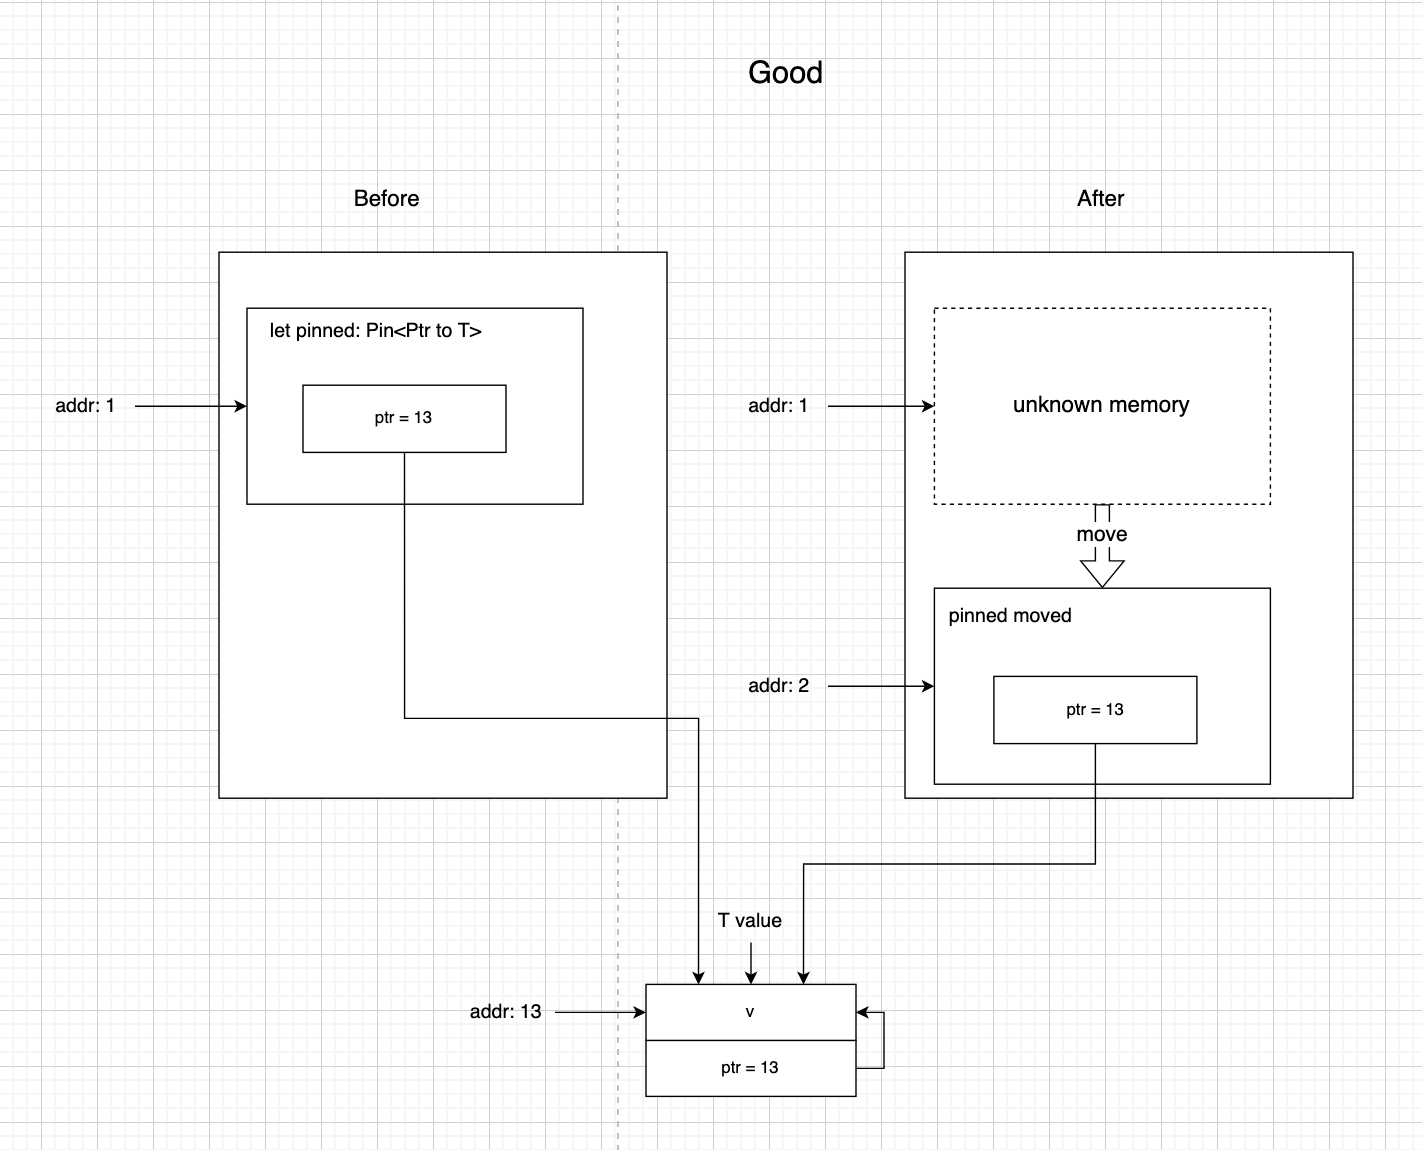 Good
Before
After
let pinned: Pin<Ptr to T>
addr: 1
ptr = 13
addr: 1
unknown memory
move
pinned moved
addr: 2
ptr = 13
T value
addr: 13
v
ptr = 13